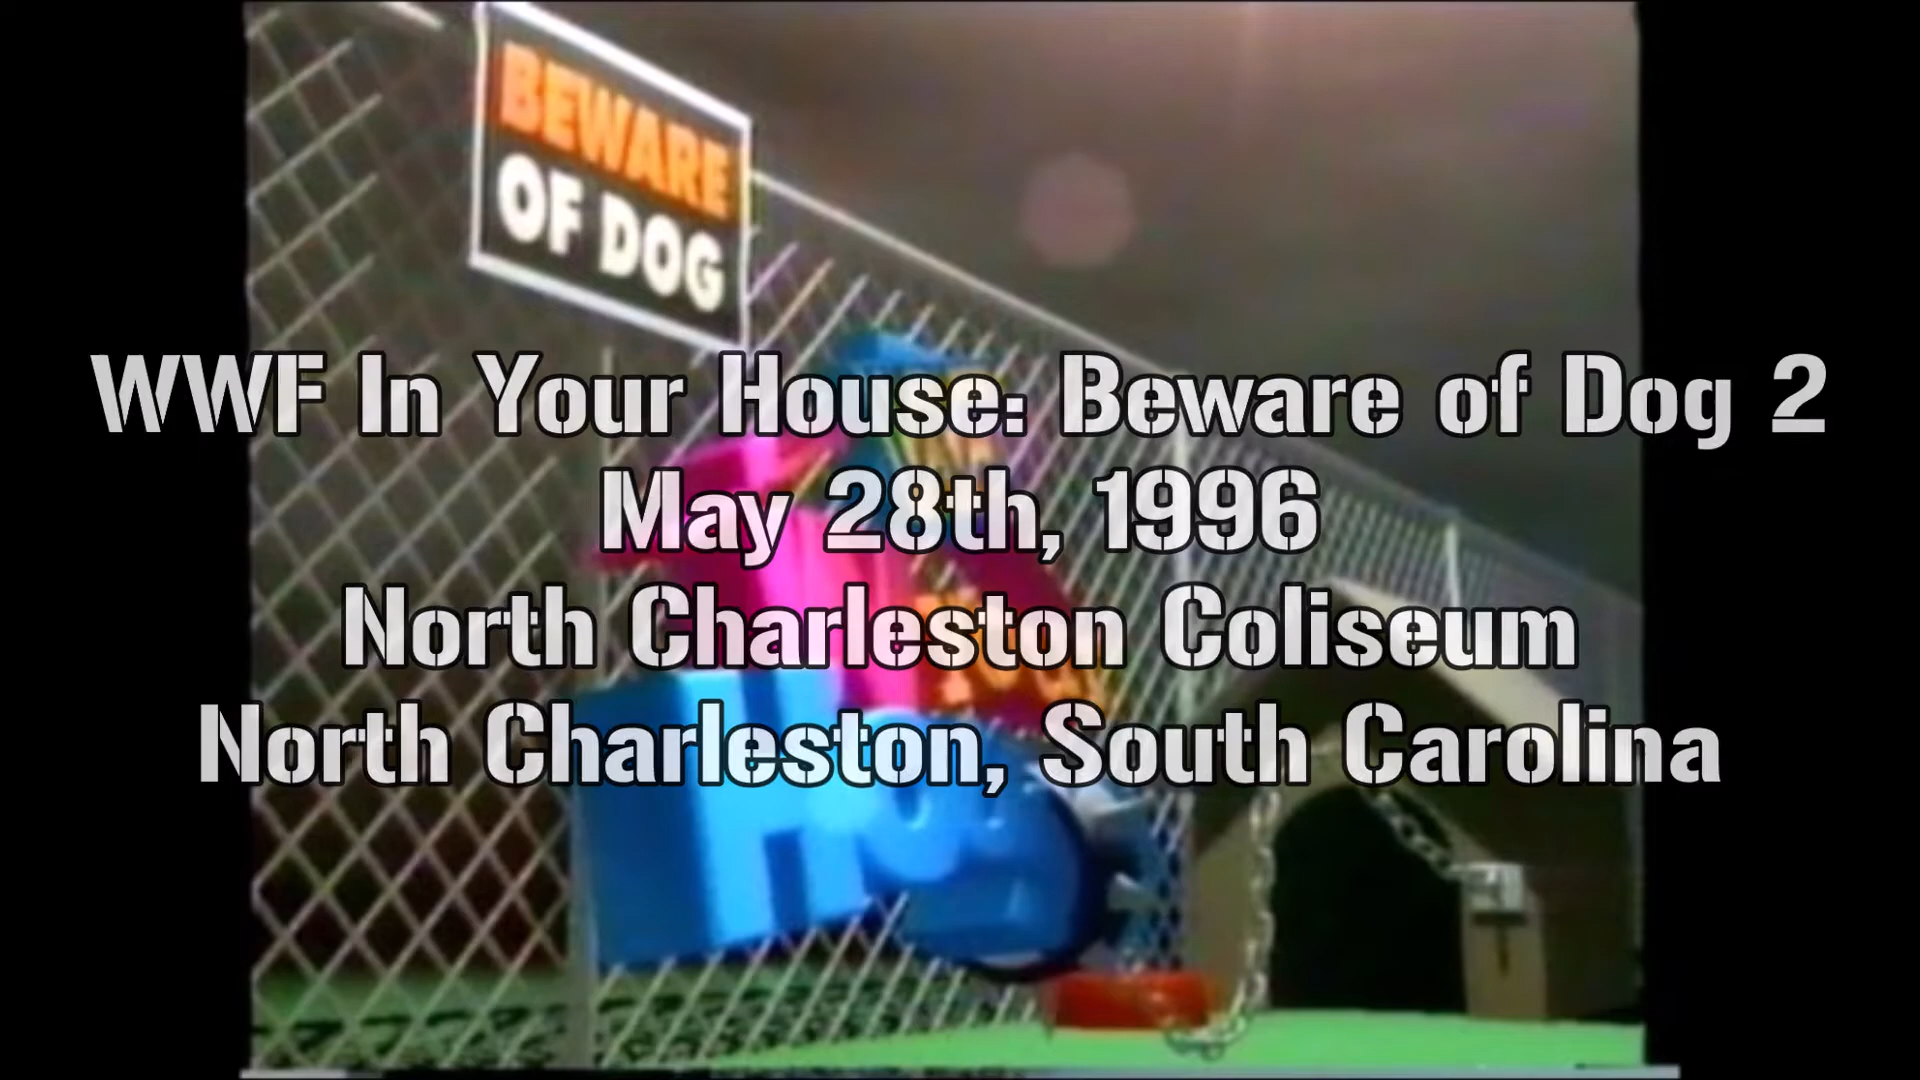 BEWARE
OF DOG
WWF In Your House: Beware of Dog 2
May 28th, 1996
North Charleston Coliseum
North Charleston, South Carolina